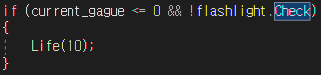 if (current_gague <= 0 && !flashlight.Check)
{
Life(10);
}